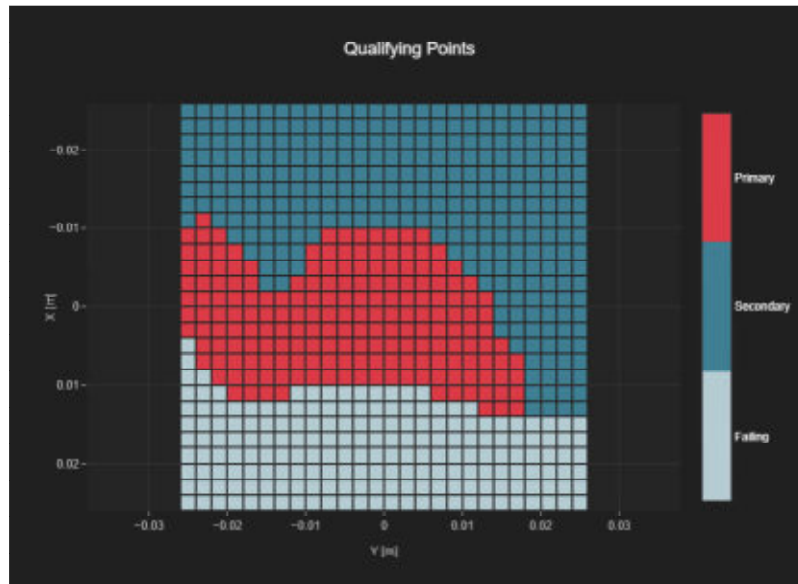 Qualifying Points
−0.02
−0.01
0
0.01
0.02
X [m]
−0.03
−0.02
−0.01
0
0.01
0.02
0.03
Y [m]
Primary
Secondary
Failing